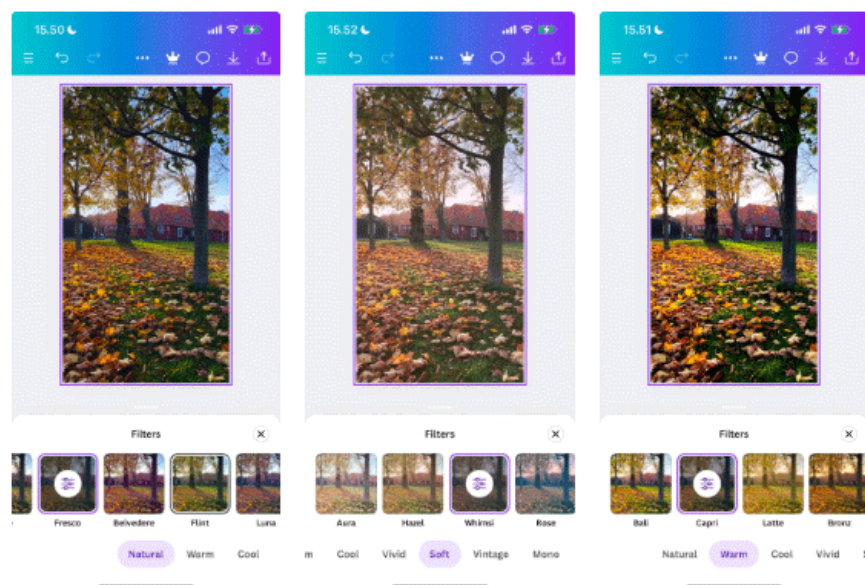 15.50
Filters
Fresco Belvedere Flint Luna
Natural Warm Cool
15.52
Filters
Aura Hazel Whimsi Rose
m Cool Vivid Soft Vintage Mono
15.51
Filters
Bali Capri Latte Bronz
Natural Warm Cool Vivid S